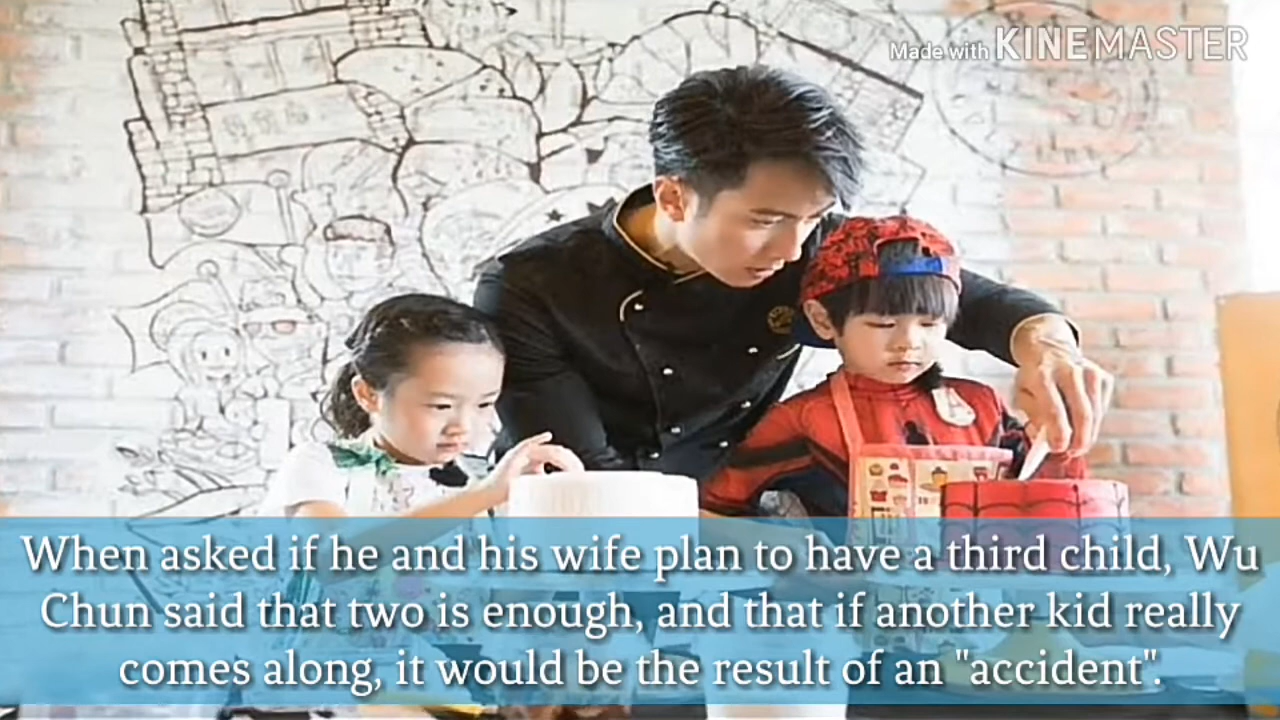 Made with KINEMASTER
When asked if he and his wife plan to have a third child, Wu
Chun said that two is enough, and that if another kid really
comes along, it would be the result of an "accident".